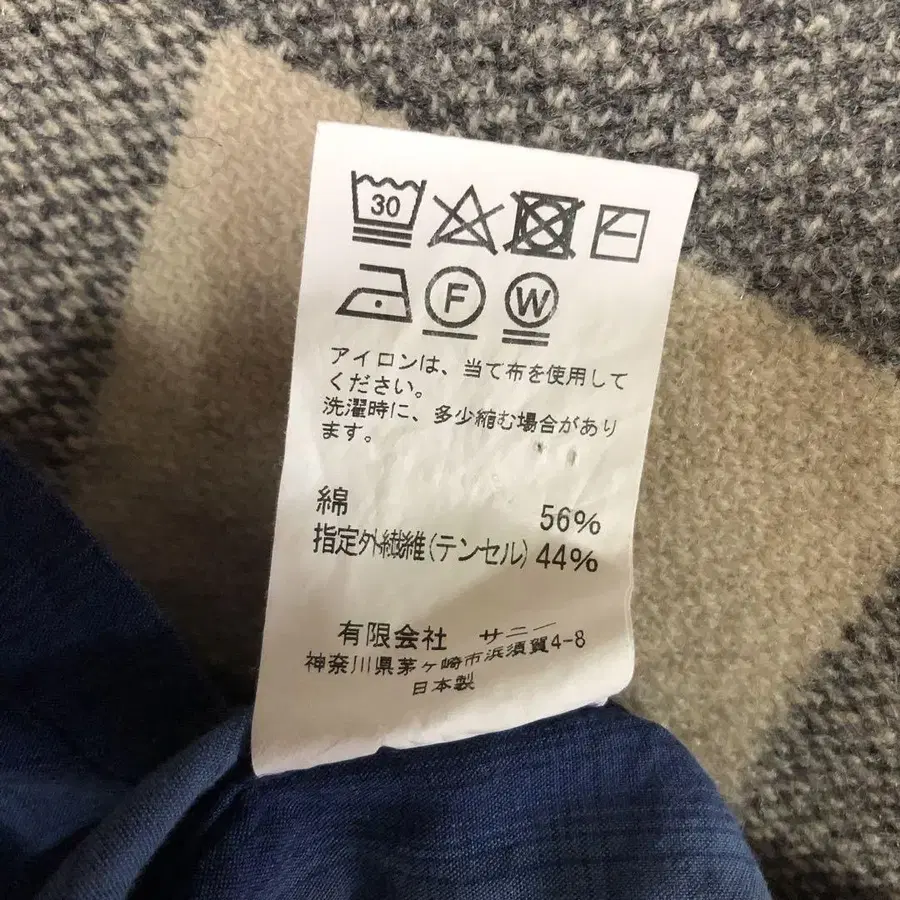 30
F W
アイロンは、当て布を使用して
ください。
洗濯時に、多少縮む場合があり
ます。
綿 56%
指定外繊維(テンセル) 44%
有限会社 サニー
神奈川県茅ヶ崎市浜須賀4-8
日本製